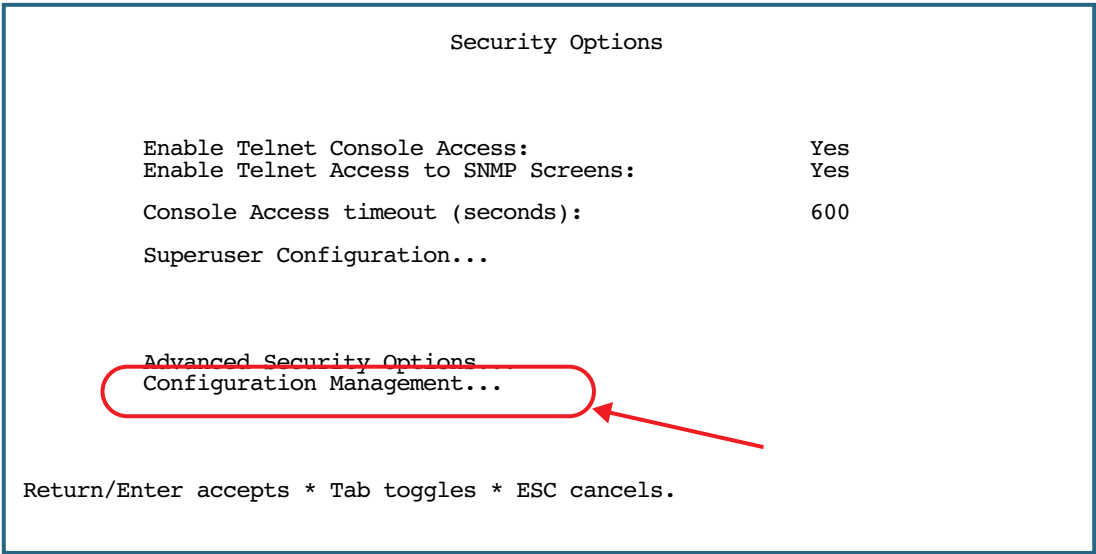 Security Options
Enable Telnet Console Access: Yes
Enable Telnet Access to SNMP Screens: Yes
Console Access timeout (seconds): 600
Superuser Configuration...
Advanced Security Options...
Configuration Management...
Return/Enter accepts * Tab toggles * ESC cancels.